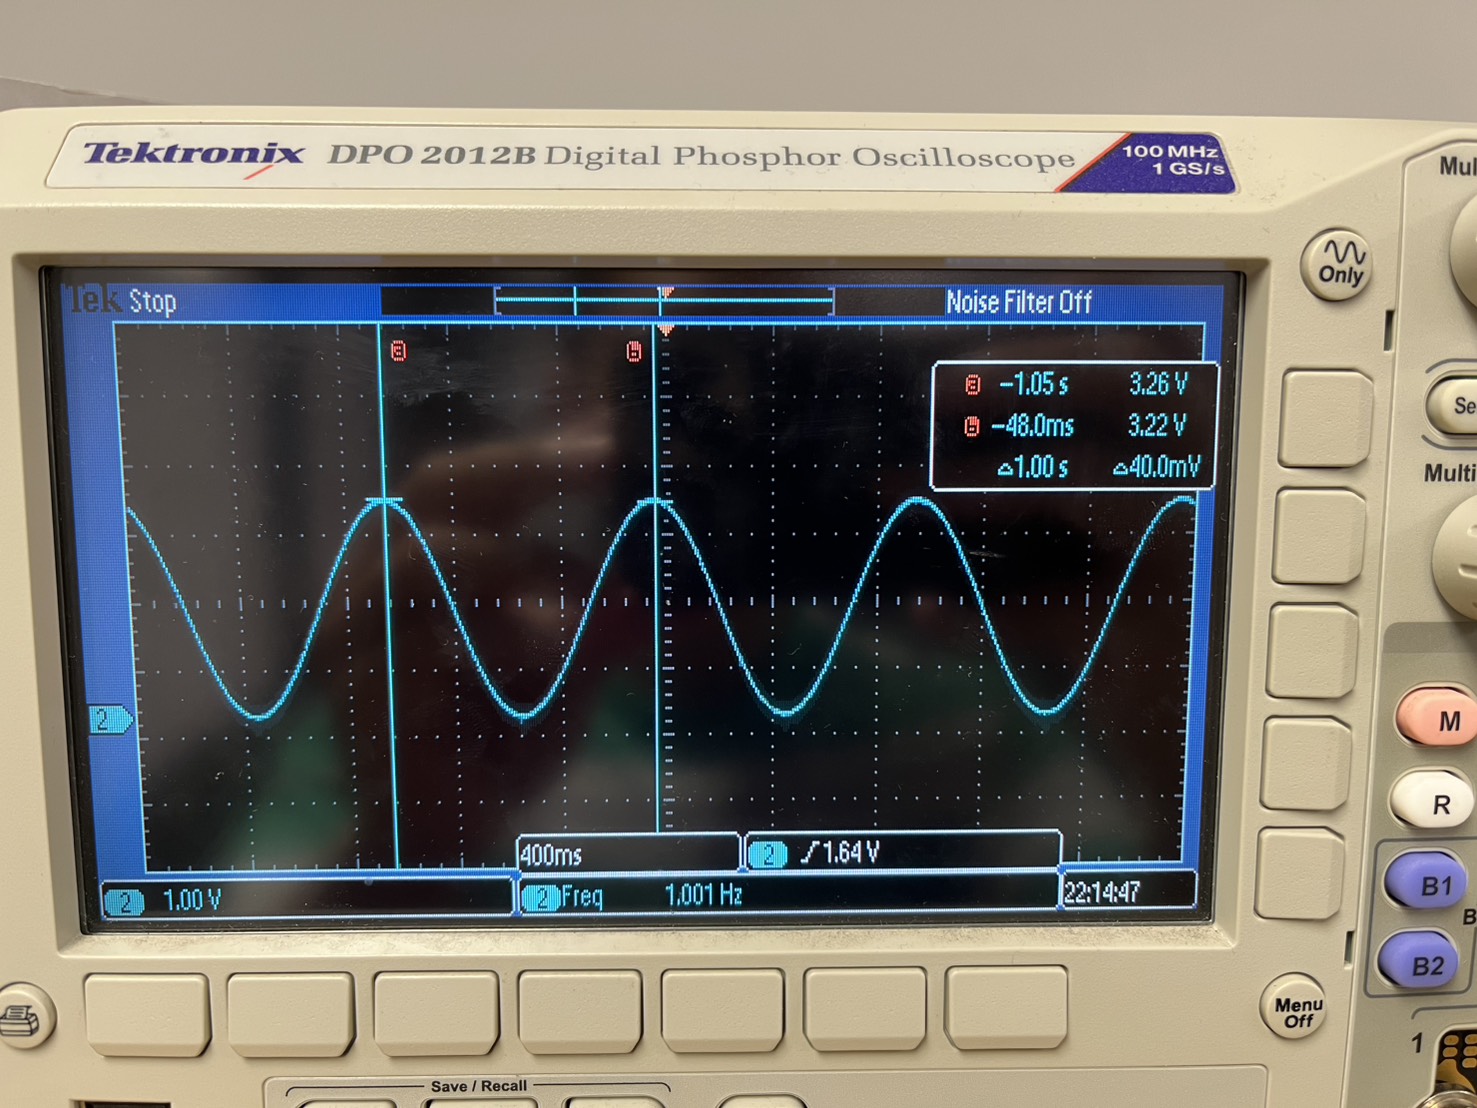 Tektronix DPO 2012B Digital Phosphor Oscilloscope 100 MHz 1 GS/s
Mul
Only
Tek Stop Noise Filter Off
a b
a -1.05 s 3.26 V
b -48.0ms 3.22 V
△1.00 s △40.0mV
Se
Multi
2
M
R
400ms 2 1.64 V
2 1.00 V 2 Freq 1.001 Hz 22:14:47
B1
B
B2
Menu Off
1
Save / Recall